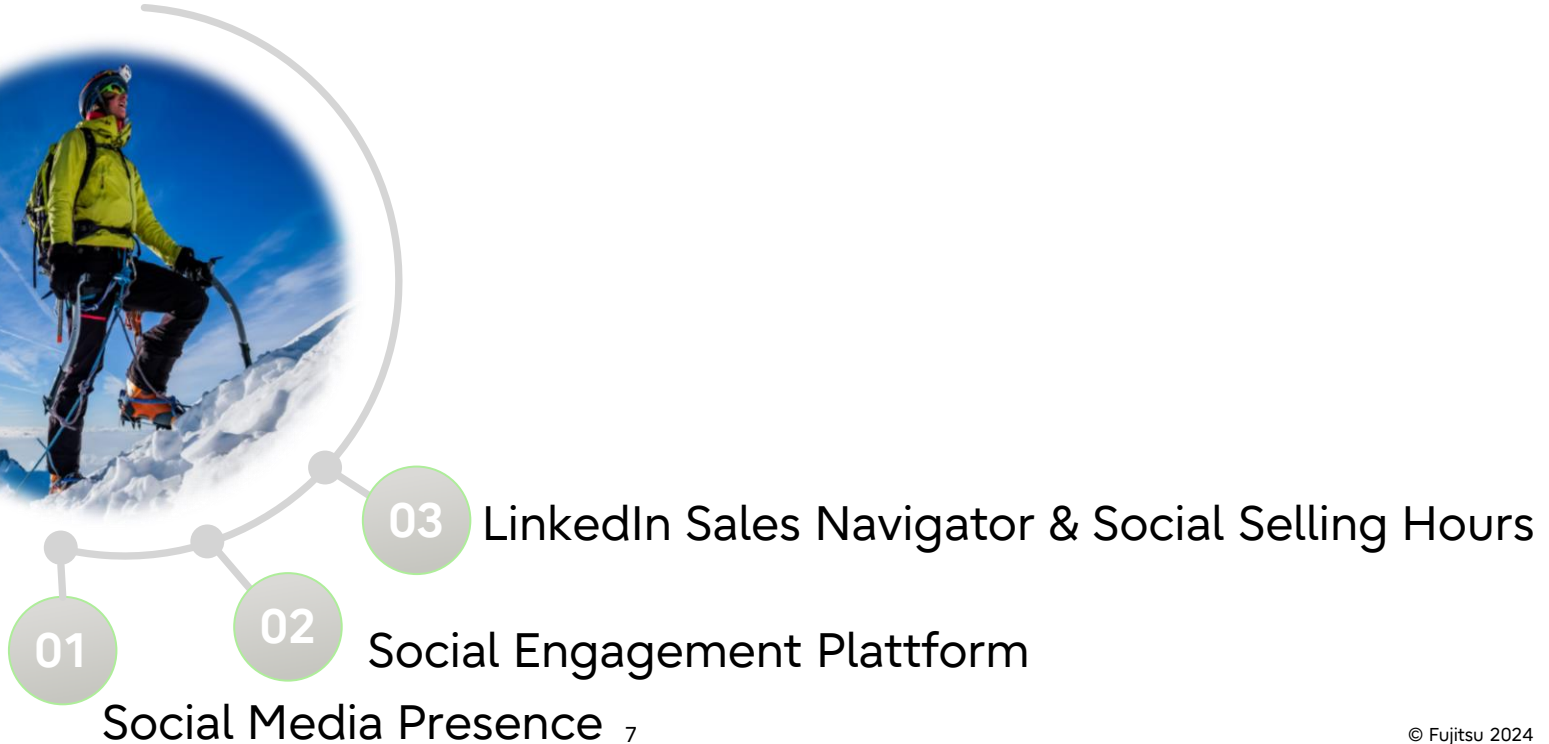 03 LinkedIn Sales Navigator & Social Selling Hours
02 Social Engagement Plattform
01 Social Media Presence
7
© Fujitsu 2024